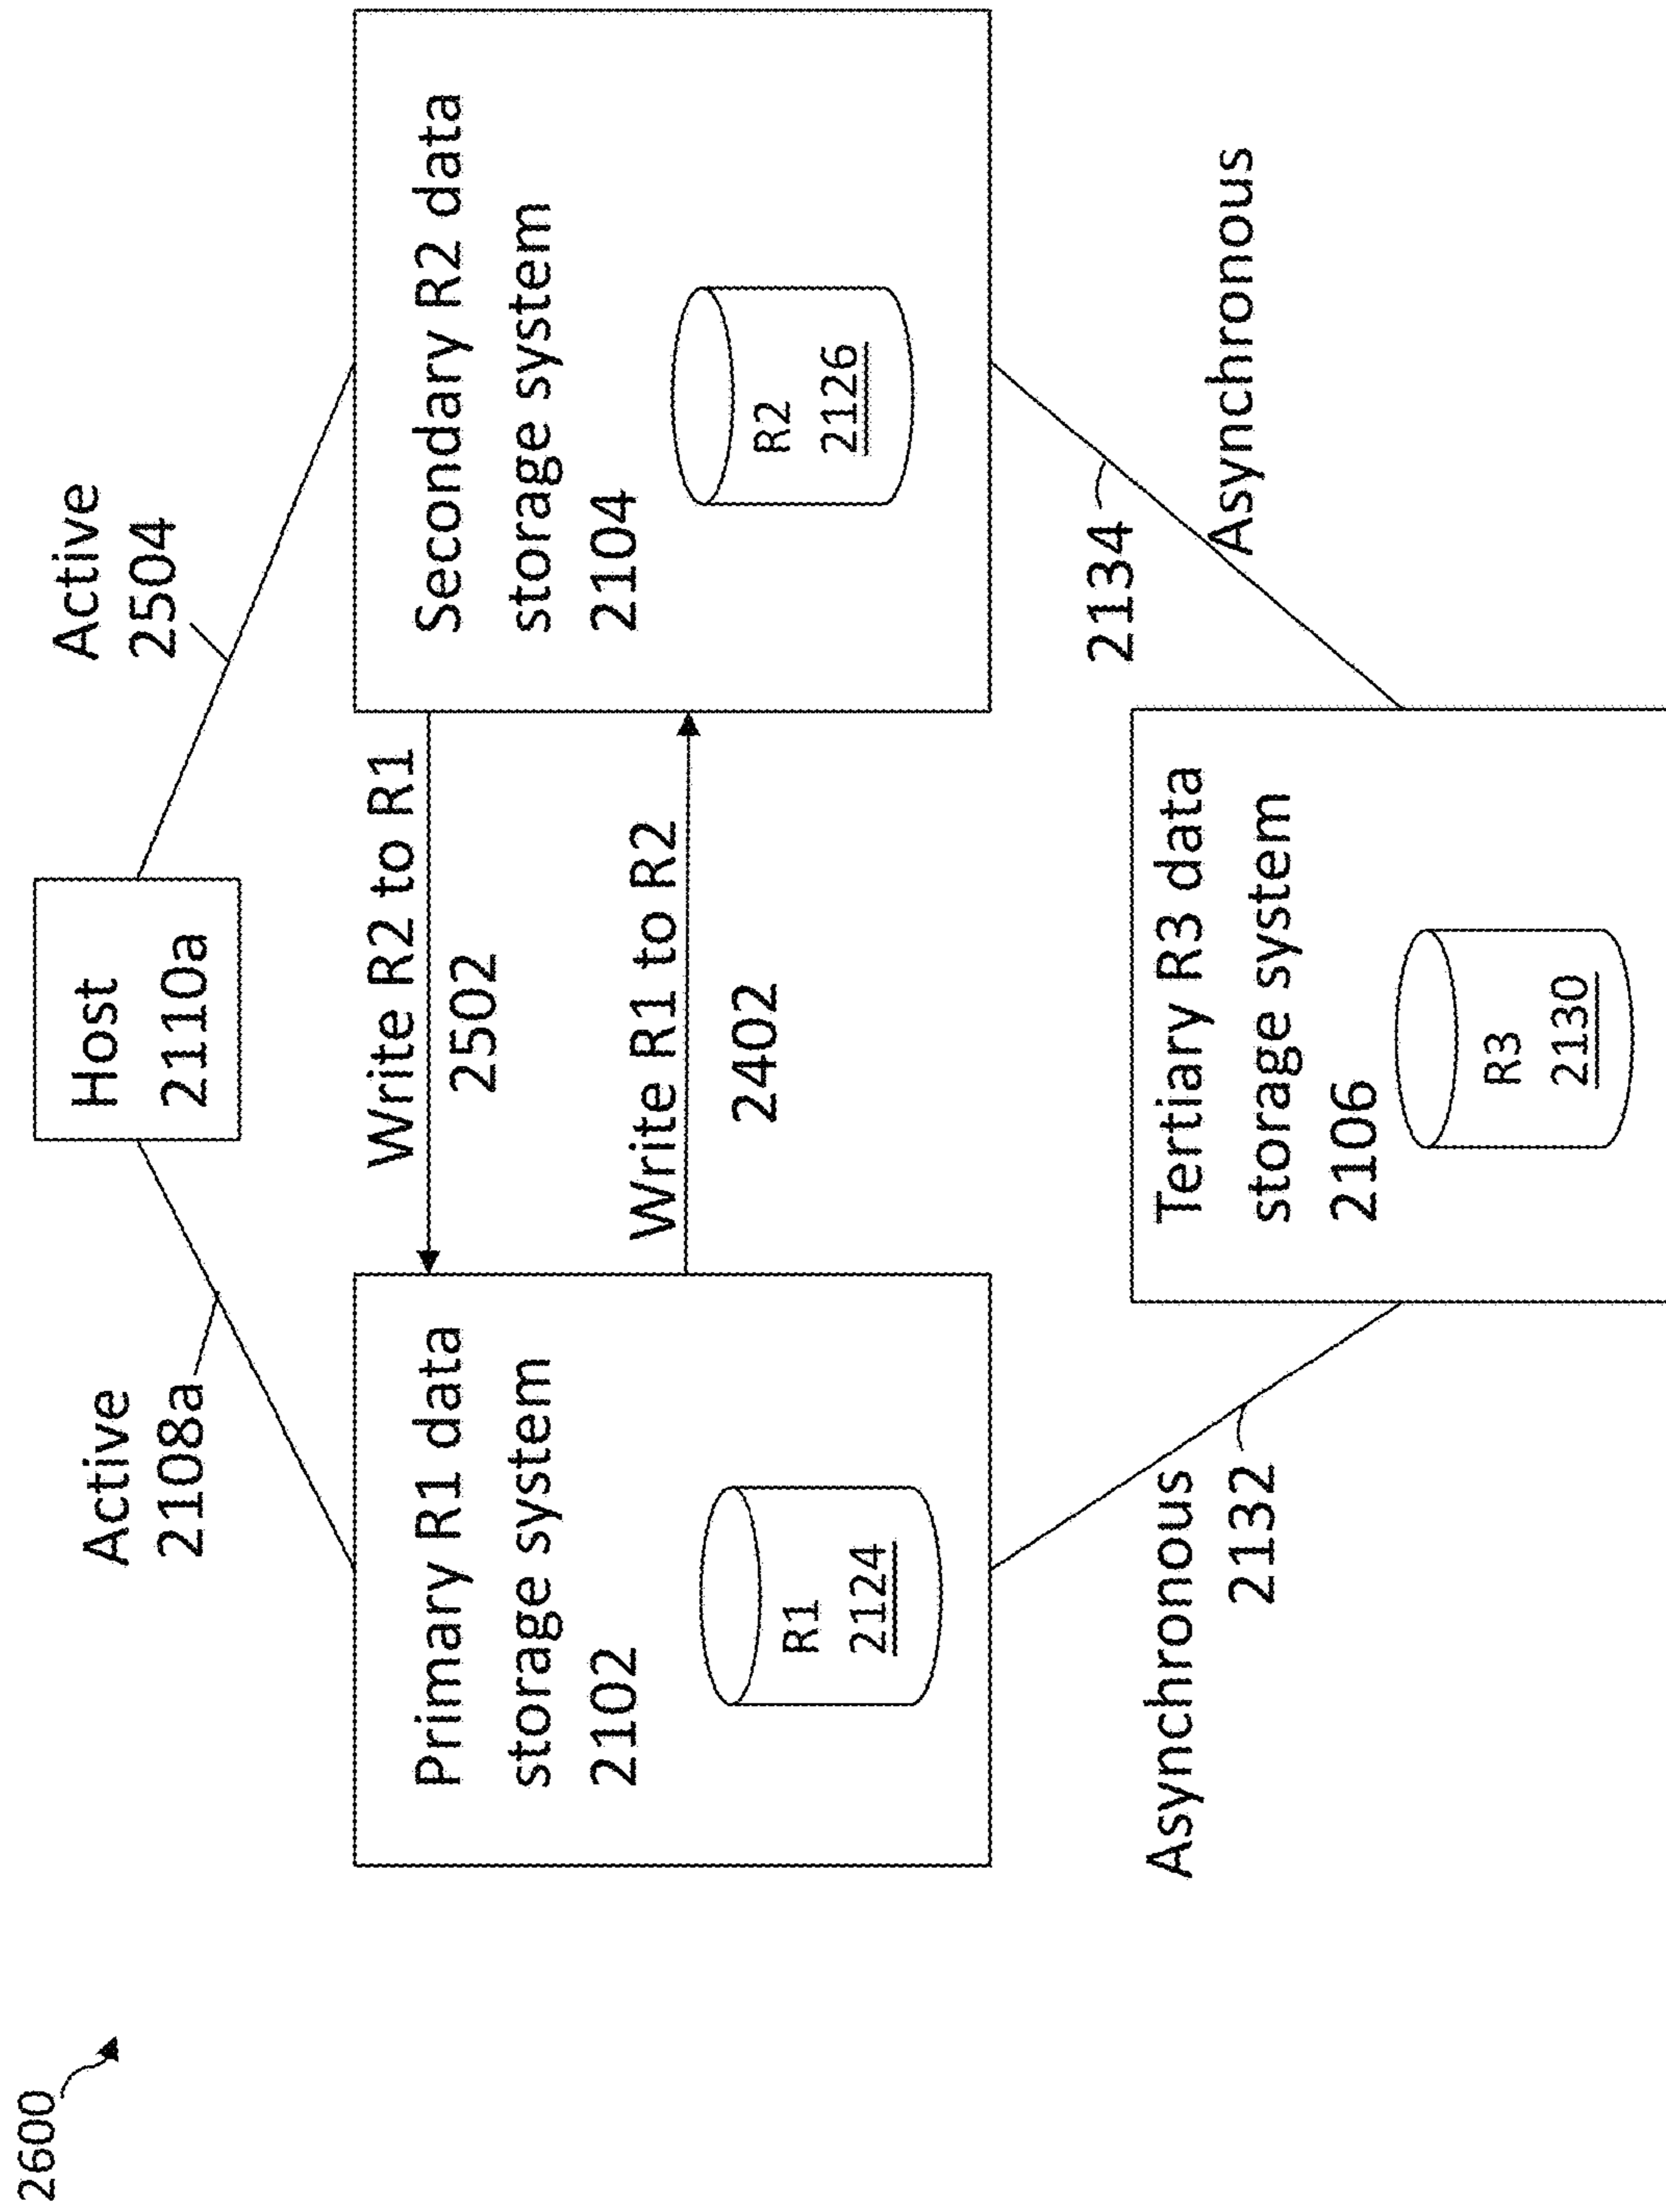 2600
Host
2110a
Active
2108a
Active
2504
Primary R1 data
storage system
2102
R1
2124
Write R2 to R1
2502
Write R1 to R2
2402
Secondary R2 data
storage system
2104
R2
2126
Asynchronous
2132
2134
Asynchronous
Tertiary R3 data
storage system
2106
R3
2130